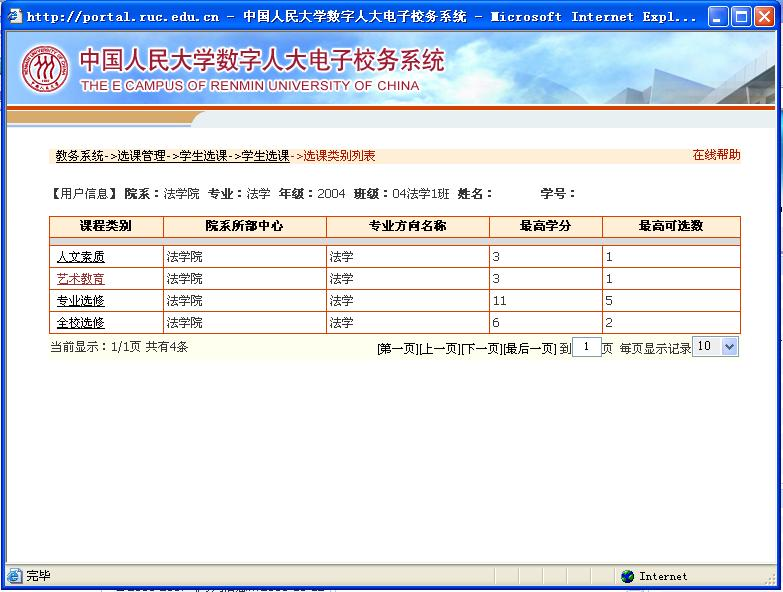 http://portal.ruc.edu.cn - 中国人民大学数字人大电子校务系统 - Microsoft Internet Expl...
中国人民大学数字人大电子校务系统
THE E CAMPUS OF RENMIN UNIVERSITY OF CHINA
教务系统->选课管理->学生选课->学生选课->选课类别列表 在线帮助
【用户信息】 院系：法学院 专业：法学 年级：2004 班级：04法学1班 姓名： 学号：
课程类别 院系所部中心 专业方向名称 最高学分 最高可选数
人文素质 法学院 法学 3 1
艺术教育 法学院 法学 3 1
专业选修 法学院 法学 11 5
全校选修 法学院 法学 6 2
当前显示：1/1页 共有4条 [第一页][上一页][下一页][最后一页] 到 1 页 每页显示记录 10
完毕 Internet